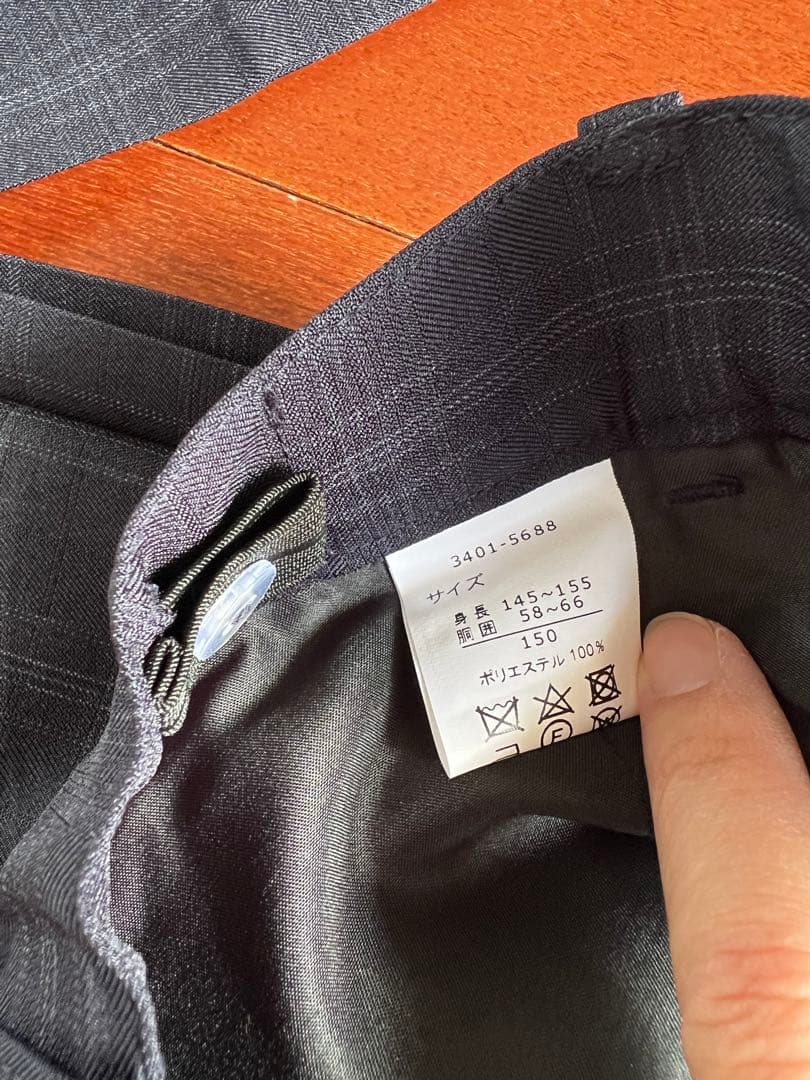 3401-5688
サイズ
身長 145~155
胴囲 58~66
150
ポリエステル 100%
F